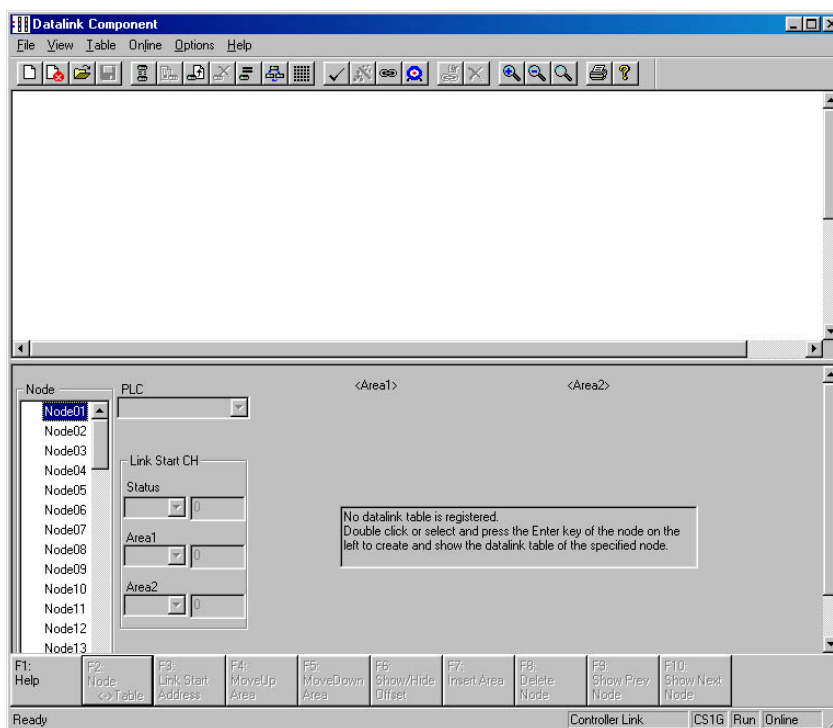 Datalink Component
File View Table Online Options Help
Node
PLC
<Area1>
<Area2>
Node01
Node02
Node03
Node04
Node05
Node06
Node07
Node08
Node09
Node10
Node11
Node12
Node13
Link Start CH
Status
0
Area1
0
Area2
0
No datalink table is registered.
Double click or select and press the Enter key of the node on the
left to create and show the datalink table of the specified node.
F1:
Help
F2:
Node
<->Table
F3:
Link Start
Address
F4:
MoveUp
Area
F5:
MoveDown
Area
F6:
Show/Hide
Offset
F7:
Insert Area
F8:
Delete
Node
F9:
Show Prev
Node
F10:
Show Next
Node
Ready
Controller Link
CS1G
Run
Online